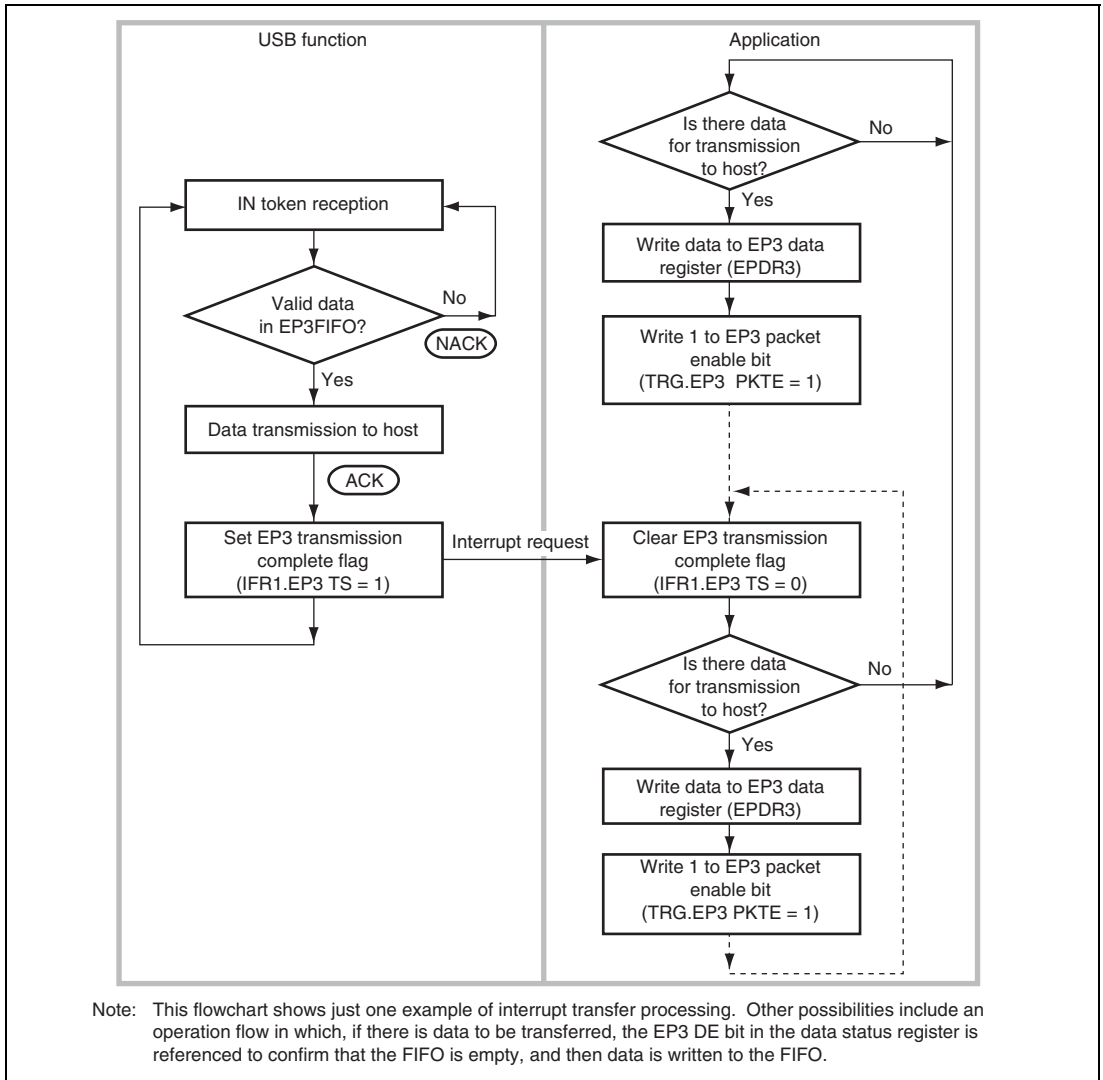 USB function
Application
Is there data
for transmission
to host?
No
Yes
Write data to EP3 data
register (EPDR3)
Write 1 to EP3 packet
enable bit
(TRG.EP3 PKTE = 1)
IN token reception
Valid data
in EP3FIFO?
No
NACK
Yes
Data transmission to host
ACK
Set EP3 transmission
complete flag
(IFR1.EP3 TS = 1)
Interrupt request
Clear EP3 transmission
complete flag
(IFR1.EP3 TS = 0)
Is there data
for transmission
to host?
No
Yes
Write data to EP3 data
register (EPDR3)
Write 1 to EP3 packet
enable bit
(TRG.EP3 PKTE = 1)
Note: This flowchart shows just one example of interrupt transfer processing. Other possibilities include an
operation flow in which, if there is data to be transferred, the EP3 DE bit in the data status register is
referenced to confirm that the FIFO is empty, and then data is written to the FIFO.